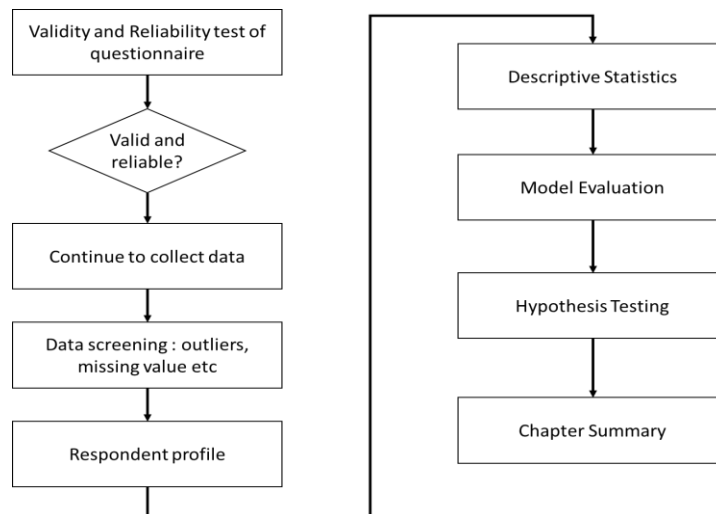 Validity and Reliability test of
questionnaire
Valid and
reliable?
Continue to collect data
Data screening : outliers,
missing value etc
Respondent profile
Descriptive Statistics
Model Evaluation
Hypothesis Testing
Chapter Summary